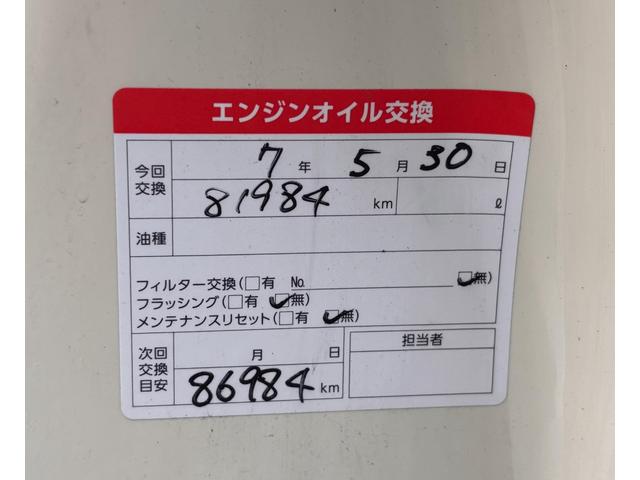 エンジンオイル交換
今回交換 7年 5月 30日
81984 km ℓ
油種
フィルター交換(□有 No. ☑無)
フラッシング(□有 ☑無)
メンテナンスリセット(□有 ☑無)
次回交換目安 月 日
86984 km
担当者